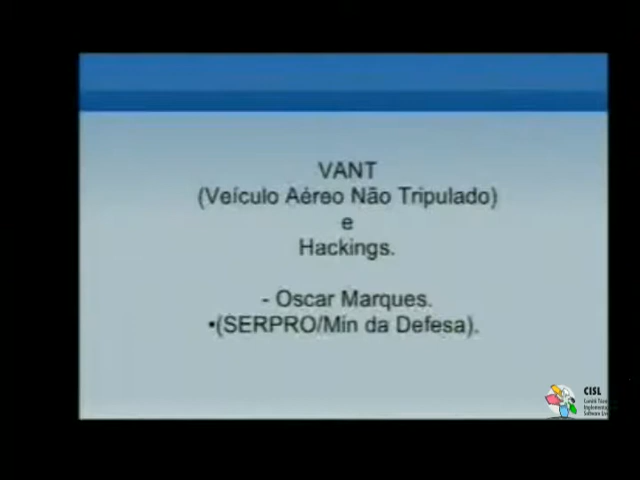 VANT
(Veículo Aéreo Não Tripulado)
e
Hackings.
- Oscar Marques.
•(SERPRO/Min da Defesa).
CISL